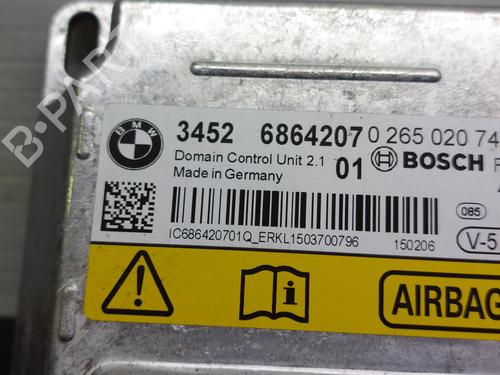 B-PARTS
BMW
3452 6864207 0 265 020 74
Domain Control Unit 2.1 01 BOSCH
Made in Germany
085
IC686420701Q_ERKL1503700796 150206
V-5
AIRBAG